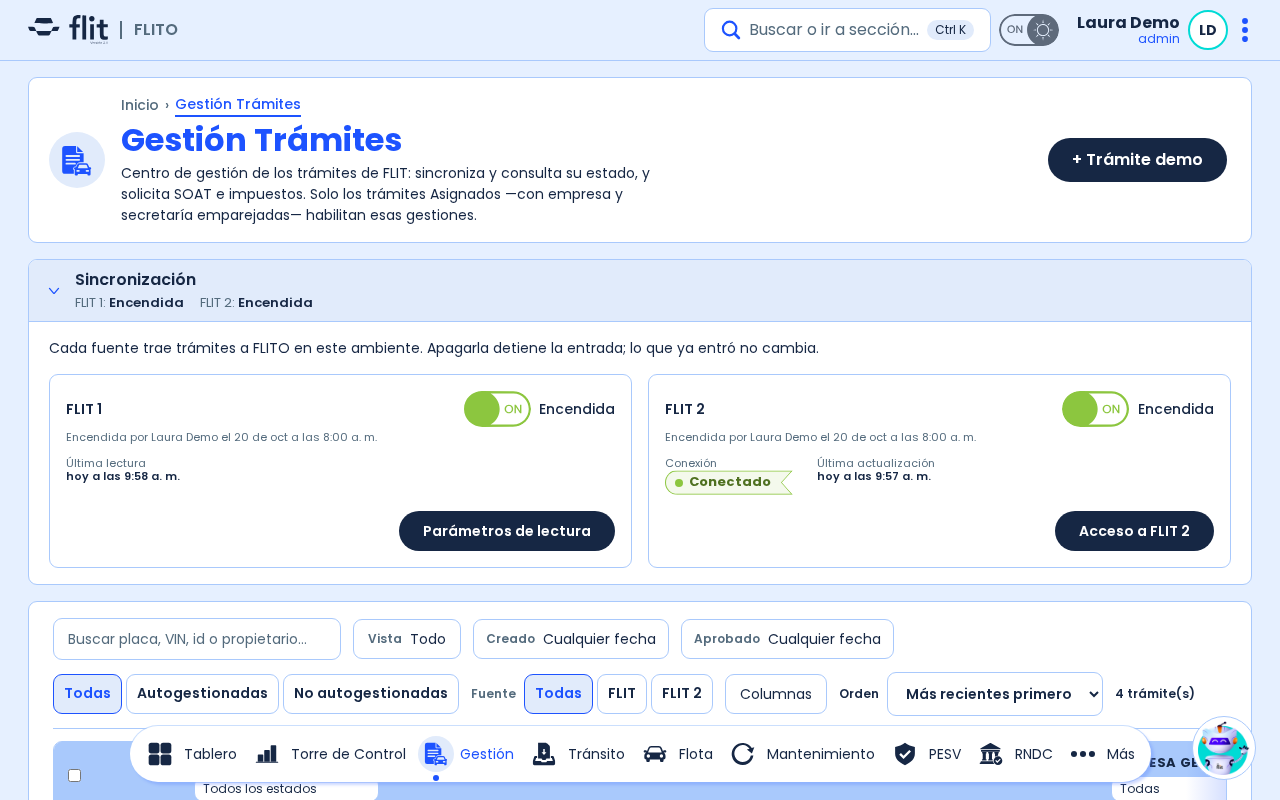 flit | FLITO
Buscar o ir a sección... Ctrl K
ON
Laura Demo
admin
LD
Inicio › Gestión Trámites
Gestión Trámites
Centro de gestión de los trámites de FLIT: sincroniza y consulta su estado, y
solicita SOAT e impuestos. Solo los trámites Asignados —con empresa y
secretaría emparejadas— habilitan esas gestiones.
+ Trámite demo
Sincronización
FLIT 1: Encendida FLIT 2: Encendida
Cada fuente trae trámites a FLITO en este ambiente. Apagarla detiene la entrada; lo que ya entró no cambia.
FLIT 1
ON Encendida
Encendida por Laura Demo el 20 de oct a las 8:00 a. m.
Última lectura
hoy a las 9:58 a. m.
Parámetros de lectura
FLIT 2
ON Encendida
Encendida por Laura Demo el 20 de oct a las 8:00 a. m.
Conexión
Conectado
Última actualización
hoy a las 9:57 a. m.
Acceso a FLIT 2
Buscar placa, VIN, id o propietario... Vista Todo Creado Cualquier fecha Aprobado Cualquier fecha
Todas Autogestionadas No autogestionadas Fuente Todas FLIT FLIT 2 Columnas Orden Más recientes primero 4 trámite(s)
Tablero Torre de Control Gestión Tránsito Flota Mantenimiento PESV RNDC Más
Todos los estados
Todas